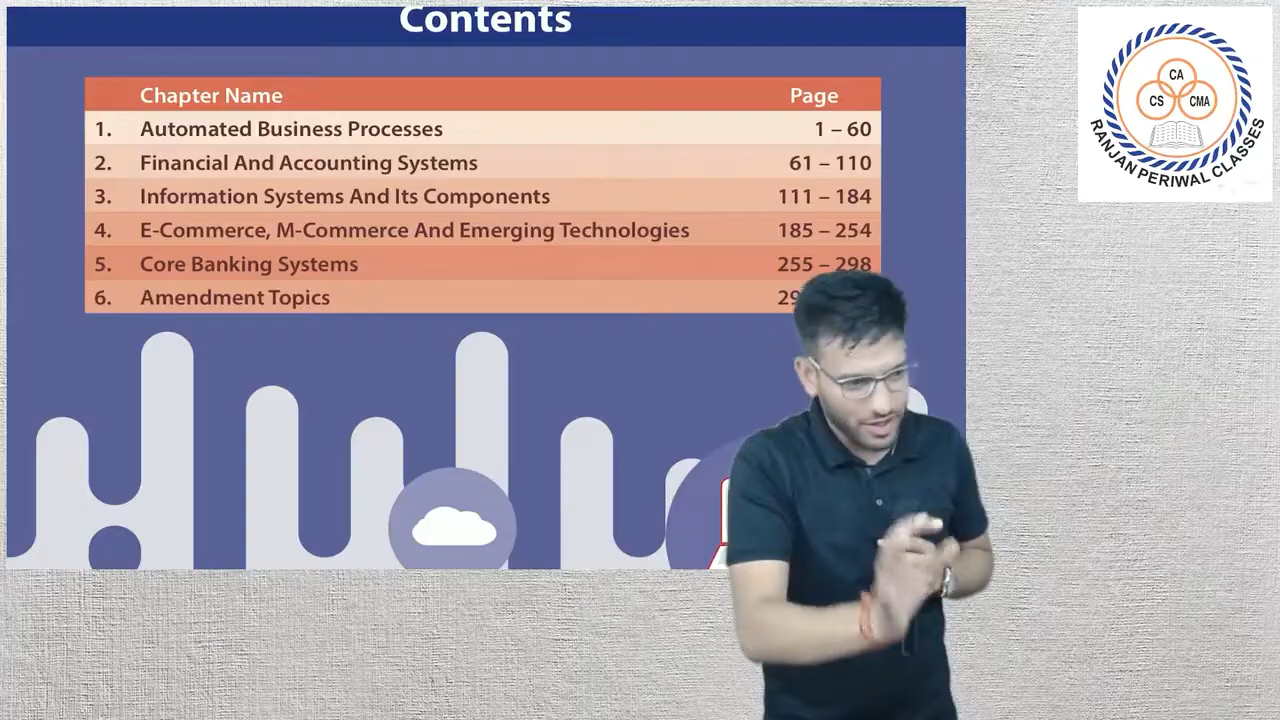 Contents
Chapter Name Page
1. Automated Business Processes 1 – 60
2. Financial And Accounting Systems 61 – 110
3. Information Systems And Its Components 111 – 184
4. E-Commerce, M-Commerce And Emerging Technologies 185 – 254
5. Core Banking Systems 255 – 298
6. Amendment Topics
CA
CS CMA
RANJAN PERIWAL CLASSES